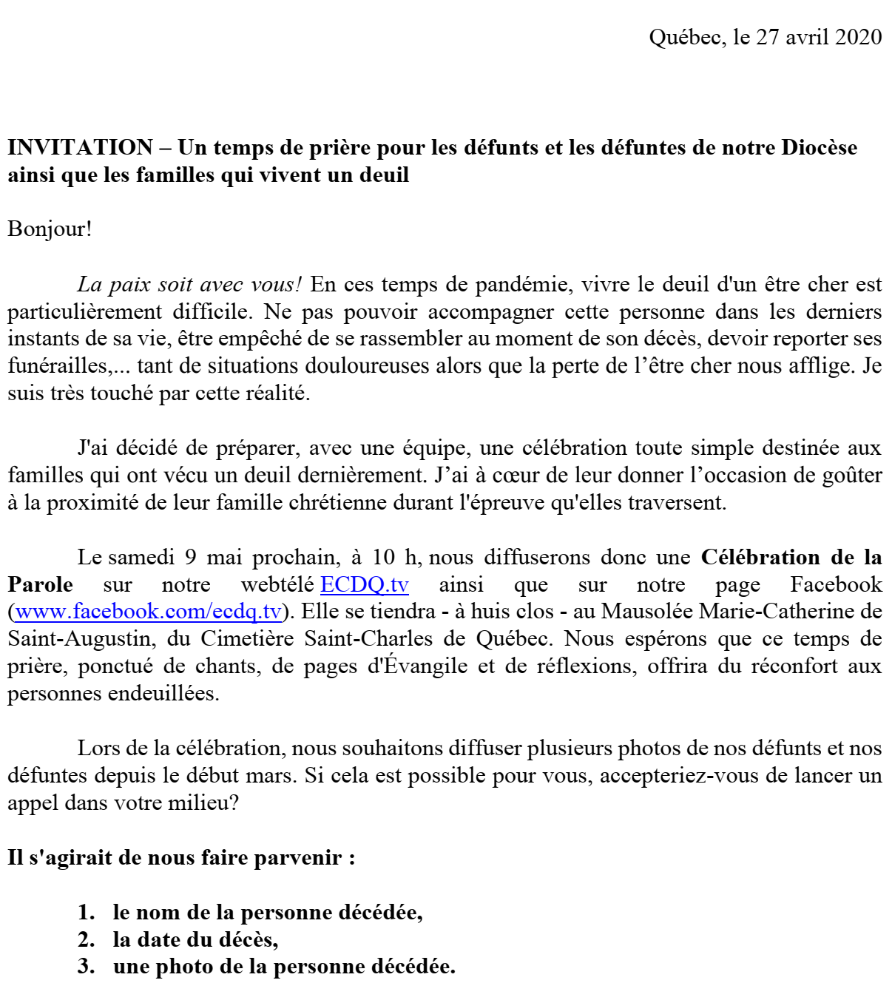 Québec, le 27 avril 2020
INVITATION – Un temps de prière pour les défunts et les défuntes de notre Diocèse
ainsi que les familles qui vivent un deuil
Bonjour!
La paix soit avec vous! En ces temps de pandémie, vivre le deuil d'un être cher est
particulièrement difficile. Ne pas pouvoir accompagner cette personne dans les derniers
instants de sa vie, être empêché de se rassembler au moment de son décès, devoir reporter ses
funérailles,... tant de situations douloureuses alors que la perte de l’être cher nous afflige. Je
suis très touché par cette réalité.
J'ai décidé de préparer, avec une équipe, une célébration toute simple destinée aux
familles qui ont vécu un deuil dernièrement. J’ai à cœur de leur donner l’occasion de goûter
à la proximité de leur famille chrétienne durant l'épreuve qu'elles traversent.
Le samedi 9 mai prochain, à 10 h, nous diffuserons donc une Célébration de la
Parole sur notre webtélé ECDQ.tv ainsi que sur notre page Facebook
(www.facebook.com/ecdq.tv). Elle se tiendra - à huis clos - au Mausolée Marie-Catherine de
Saint-Augustin, du Cimetière Saint-Charles de Québec. Nous espérons que ce temps de
prière, ponctué de chants, de pages d'Évangile et de réflexions, offrira du réconfort aux
personnes endeuillées.
Lors de la célébration, nous souhaitons diffuser plusieurs photos de nos défunts et nos
défuntes depuis le début mars. Si cela est possible pour vous, accepteriez-vous de lancer un
appel dans votre milieu?
Il s'agirait de nous faire parvenir :
1. le nom de la personne décédée,
2. la date du décès,
3. une photo de la personne décédée.